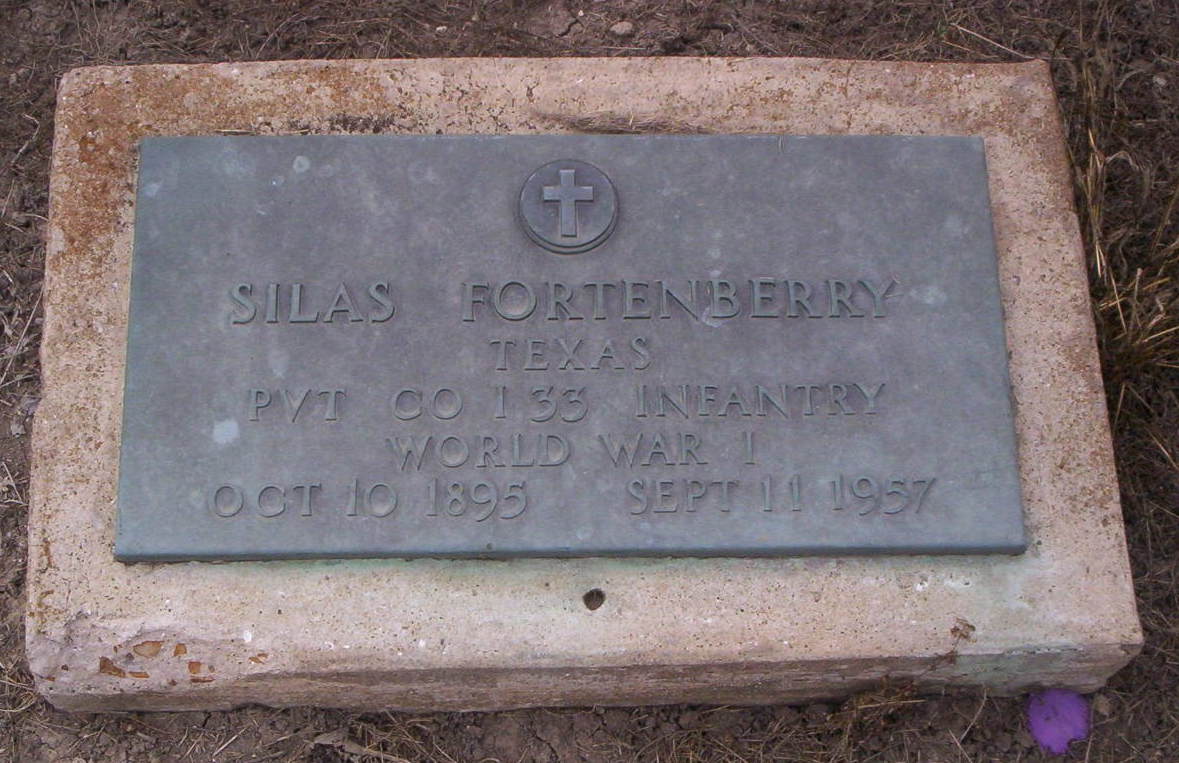 SILAS FORTENBERRY
TEXAS
PVT CO I 33 INFANTRY
WORLD WAR I
OCT 10 1895 SEPT 11 1957